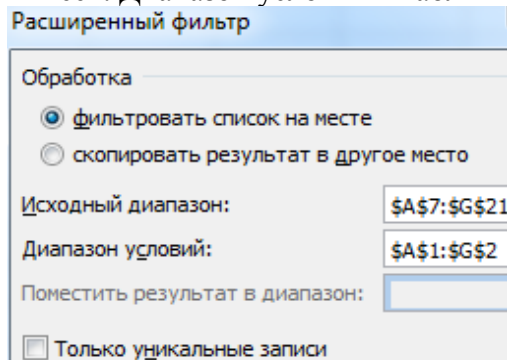 Расширенный фильтр
Обработка
фильтровать список на месте
скопировать результат в другое место
Исходный диапазон: $A$7:$G$21
Диапазон условий: $A$1:$G$2
Поместить результат в диапазон:
Только уникальные записи